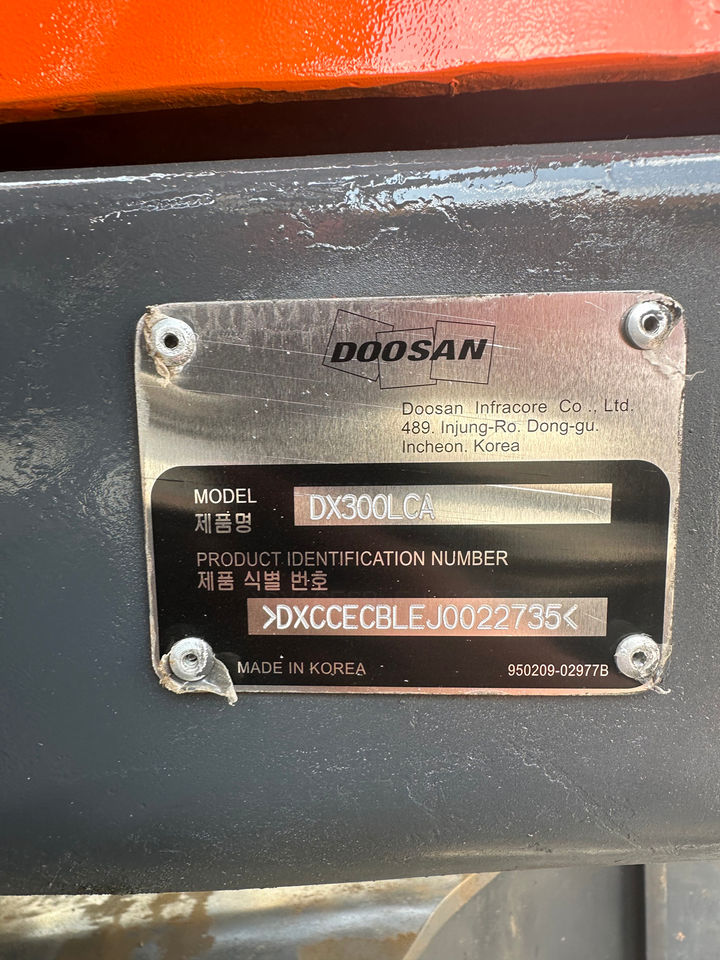 DOOSAN
Doosan Infracore Co., Ltd.
489. Injung-Ro. Dong-gu.
Incheon. Korea
MODEL DX300LCA
제품명
PRODUCT IDENTIFICATION NUMBER
제품 식별 번호
>DXCCECBLEJ0022735<
MADE IN KOREA 950209-02977B